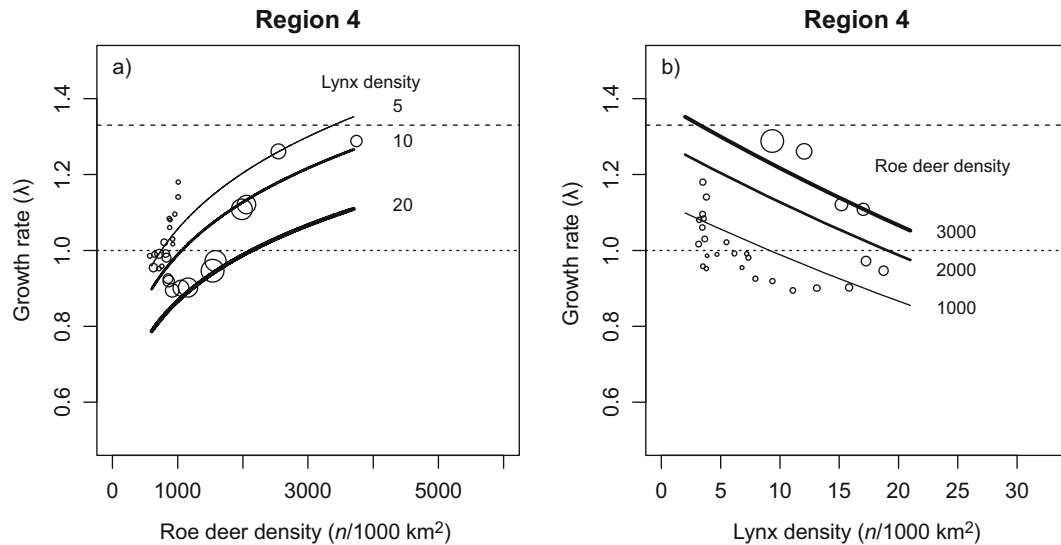 Region 4
a)
Lynx density
5
10
20
1.4
1.2
1.0
0.8
0.6
Growth rate (λ)
0 1000 3000 5000
Roe deer density (n/1000 km²)
Region 4
b)
Roe deer density
3000
2000
1000
1.4
1.2
1.0
0.8
0.6
Growth rate (λ)
0 5 10 15 20 25 30
Lynx density (n/1000 km²)